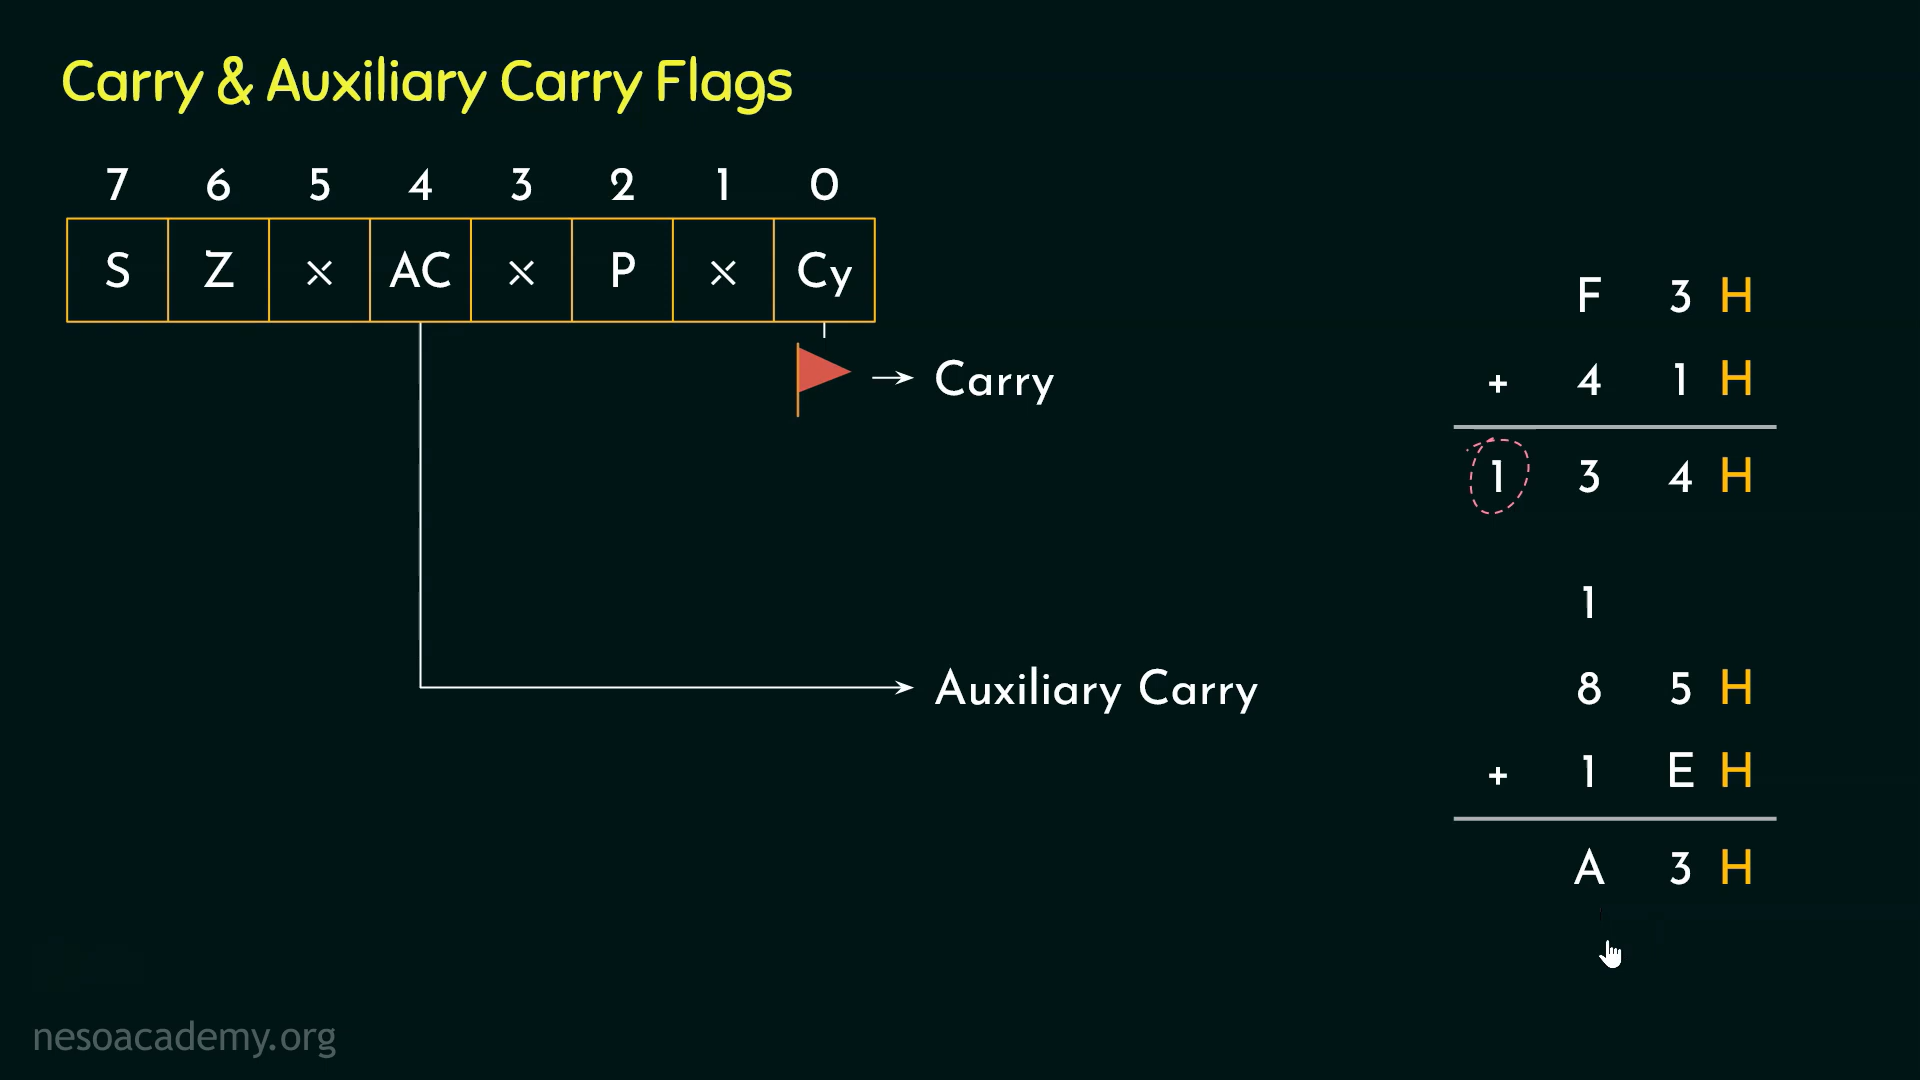 Carry & Auxiliary Carry Flags
7 6 5 4 3 2 1 0
S Z × AC × P × Cy
Carry
Auxiliary Carry
F 3 H
+ 4 1 H
1 3 4 H
1
8 5 H
+ 1 E H
A 3 H
nesoacademy.org